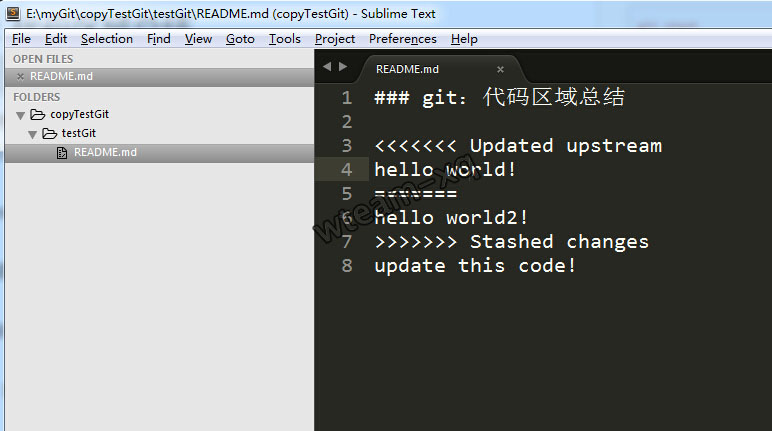 E:\myGit\copyTestGit\testGit\README.md (copyTestGit) - Sublime Text
File Edit Selection Find View Goto Tools Project Preferences Help
OPEN FILES
× README.md
FOLDERS
copyTestGit
testGit
README.md
README.md ×
1 ### git：代码区域总结
2
3 <<<<<<< Updated upstream
4 hello world!
5 =======
6 hello world2!
7 >>>>>>> Stashed changes
8 update this code!
wteam-xq